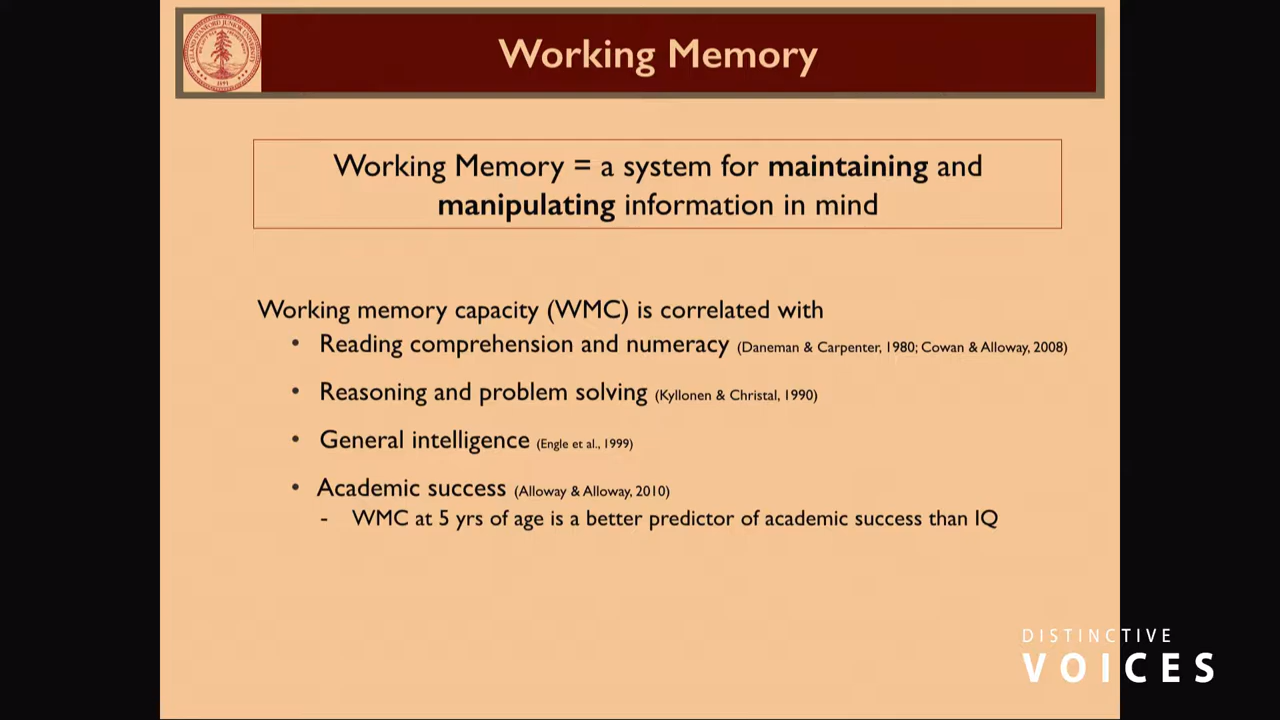 Working Memory
Working Memory = a system for maintaining and
manipulating information in mind
Working memory capacity (WMC) is correlated with
• Reading comprehension and numeracy (Daneman & Carpenter, 1980; Cowan & Alloway, 2008)
• Reasoning and problem solving (Kyllonen & Christal, 1990)
• General intelligence (Engle et al., 1999)
• Academic success (Alloway & Alloway, 2010)
- WMC at 5 yrs of age is a better predictor of academic success than IQ
DISTINCTIVE
VOICES